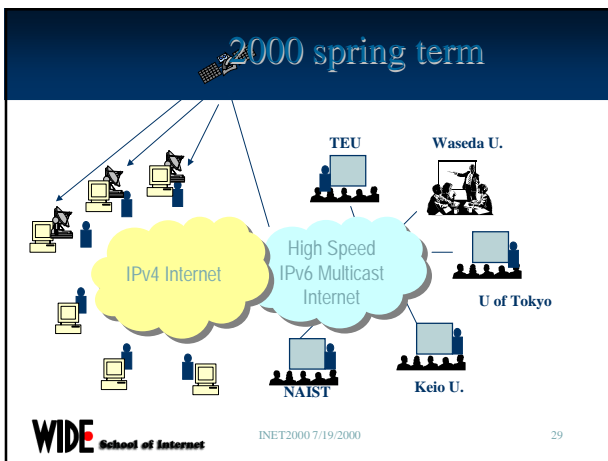 2000 spring term
TEU
Waseda U.
IPv4 Internet
High Speed
IPv6 Multicast
Internet
U of Tokyo
NAIST
Keio U.
WIDE School of Internet
INET2000 7/19/2000
29